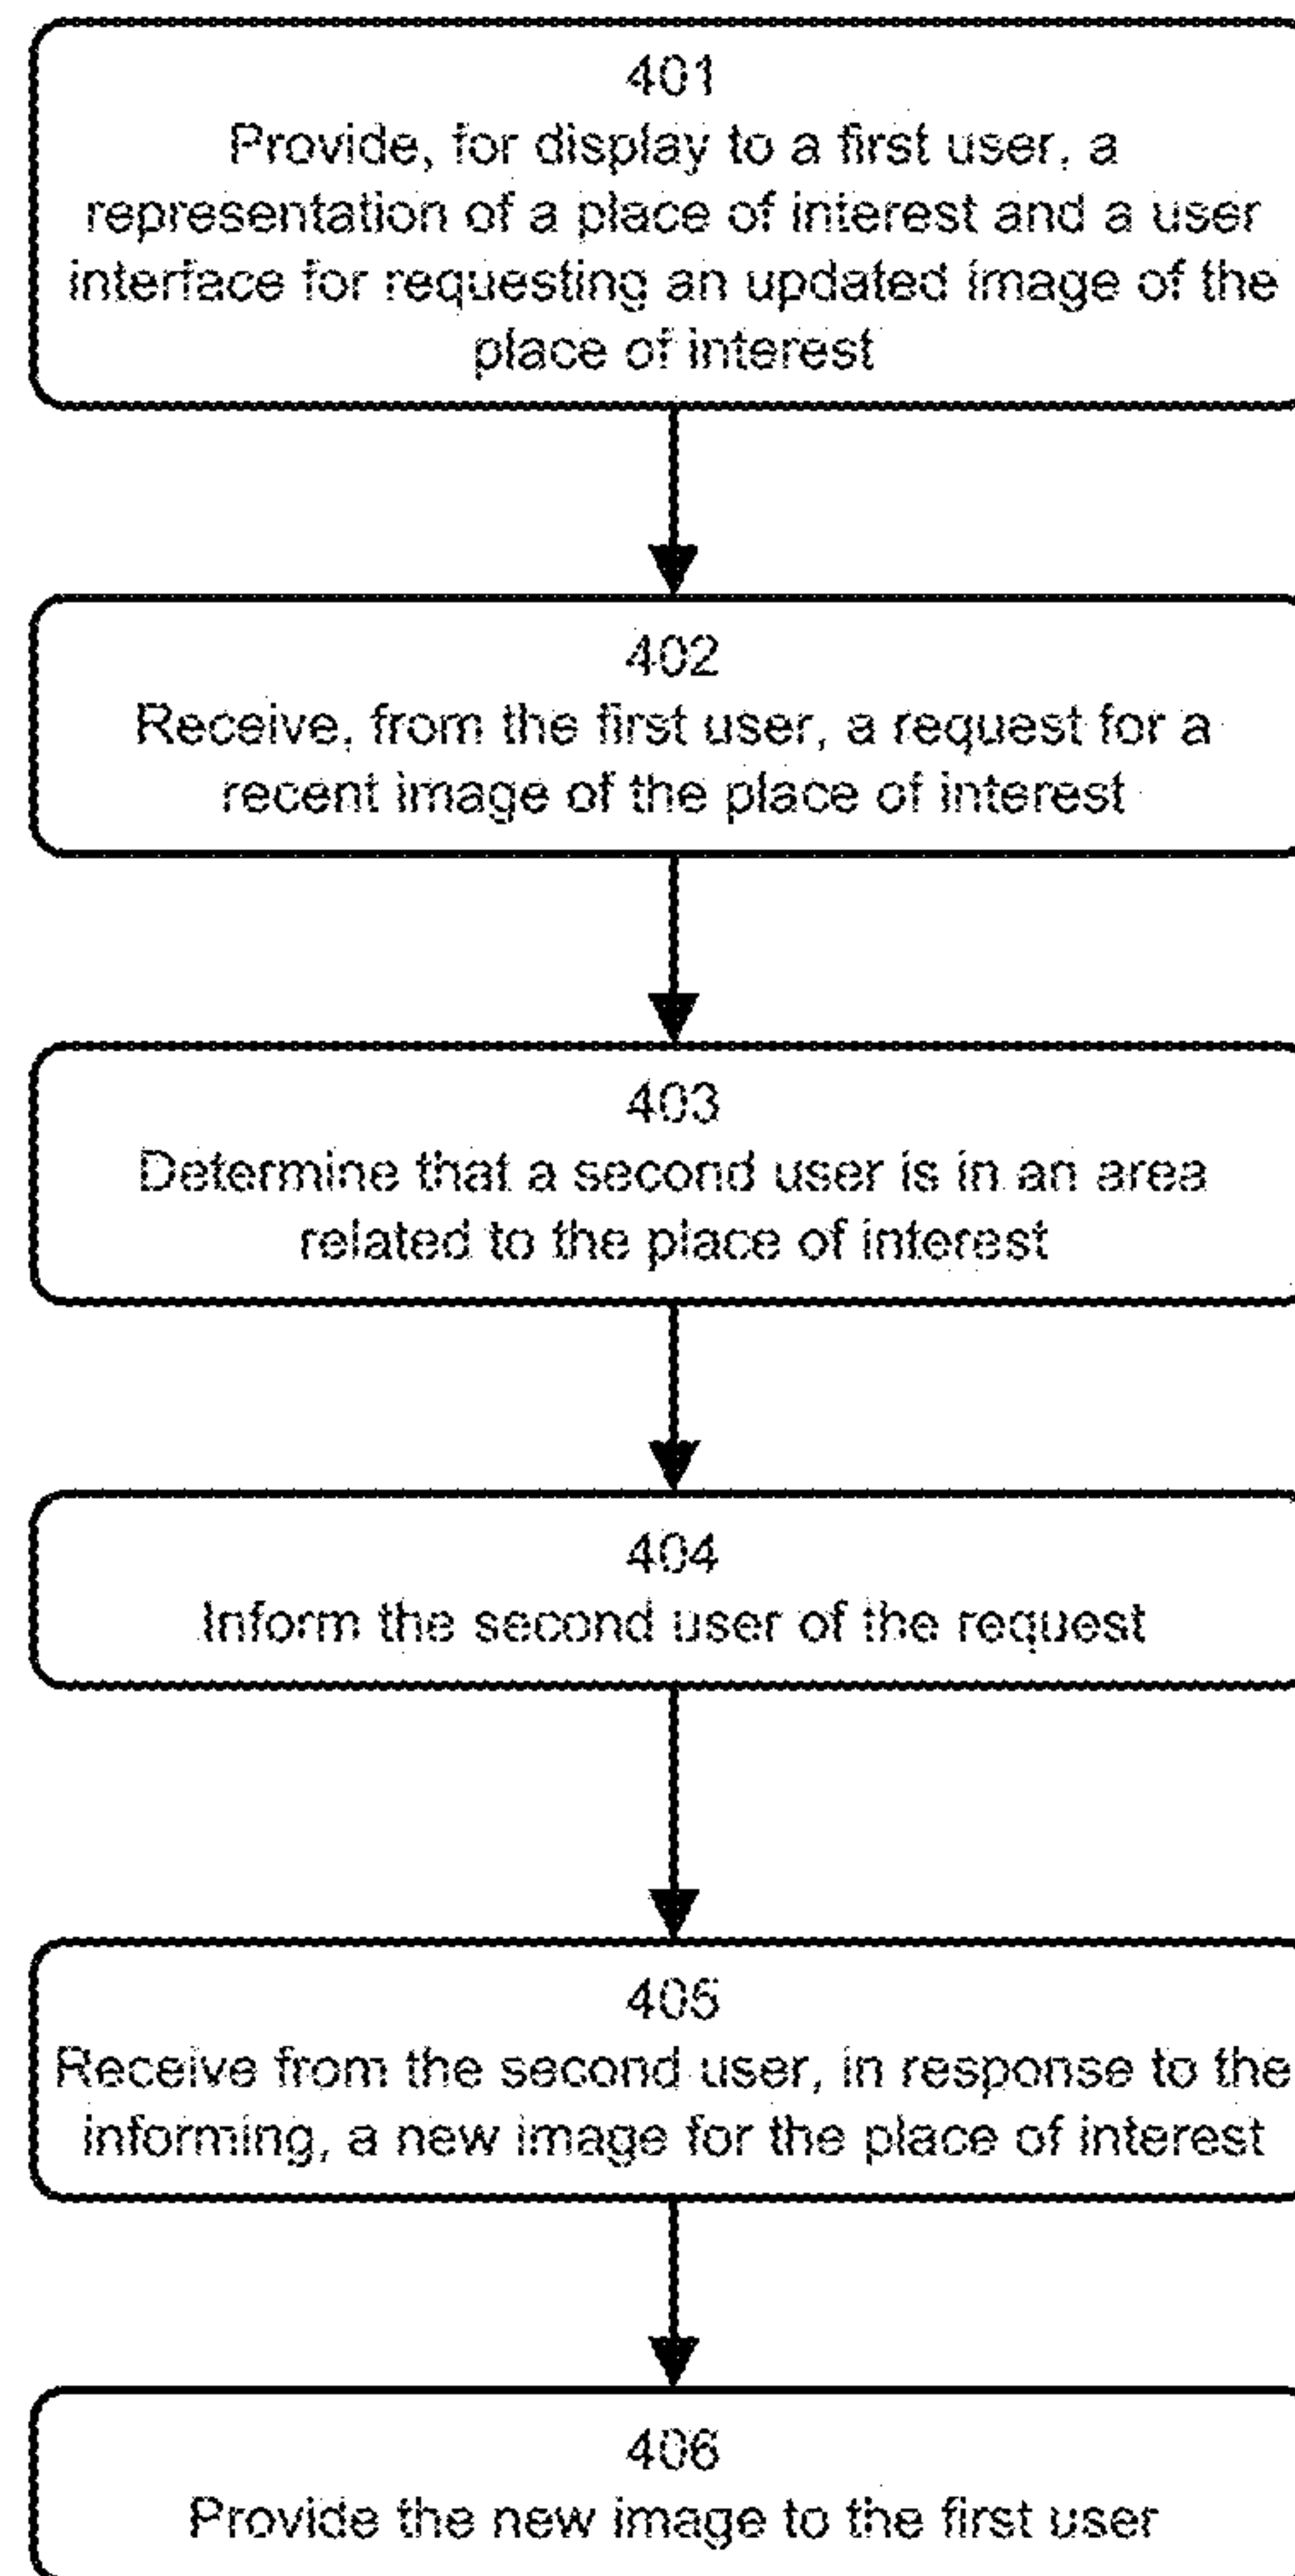 401
Provide, for display to a first user, a
representation of a place of interest and a user
interface for requesting an updated image of the
place of interest
402
Receive, from the first user, a request for a
recent image of the place of interest
403
Determine that a second user is in an area
related to the place of interest
404
Inform the second user of the request
405
Receive from the second user, in response to the
informing, a new image for the place of interest
406
Provide the new image to the first user